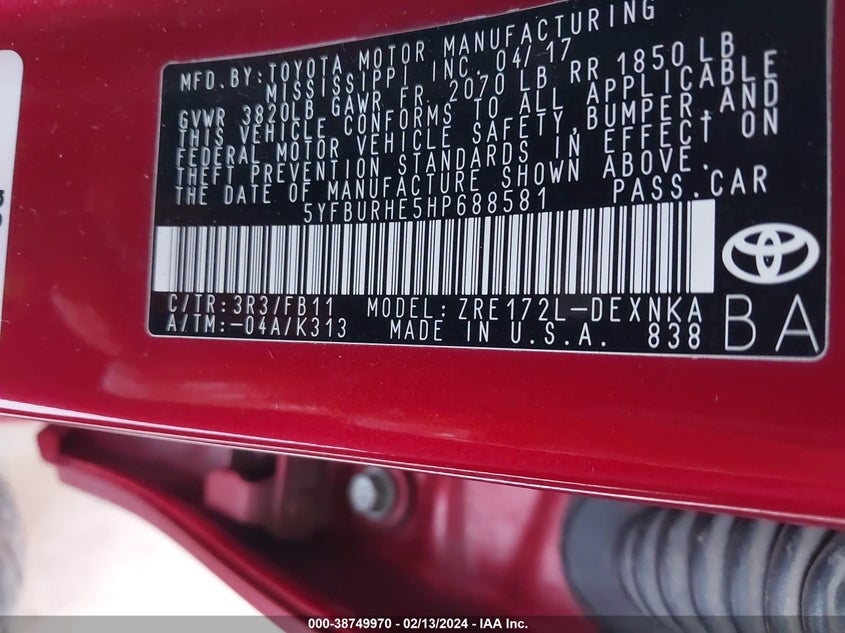 MFD. BY: TOYOTA MOTOR MANUFACTURING
MISSISSIPPI INC. 04/17
GVWR 3820LB GAWR FR. 2070 LB RR 1850 LB
THIS VEHICLE CONFORMS TO ALL APPLICABLE
FEDERAL MOTOR VEHICLE SAFETY, BUMPER, AND
THEFT PREVENTION STANDARDS IN EFFECT ON
THE DATE OF MANUFACTURE SHOWN ABOVE.
5YFBURHE5HP688581 PASS. CAR
C/TR: 3R3/FB11 MODEL: ZRE172L-DEXNKA
A/TM: -04A/K313 MADE IN U.S.A. 838
BA
000-38749970 - 02/13/2024 - IAA Inc.